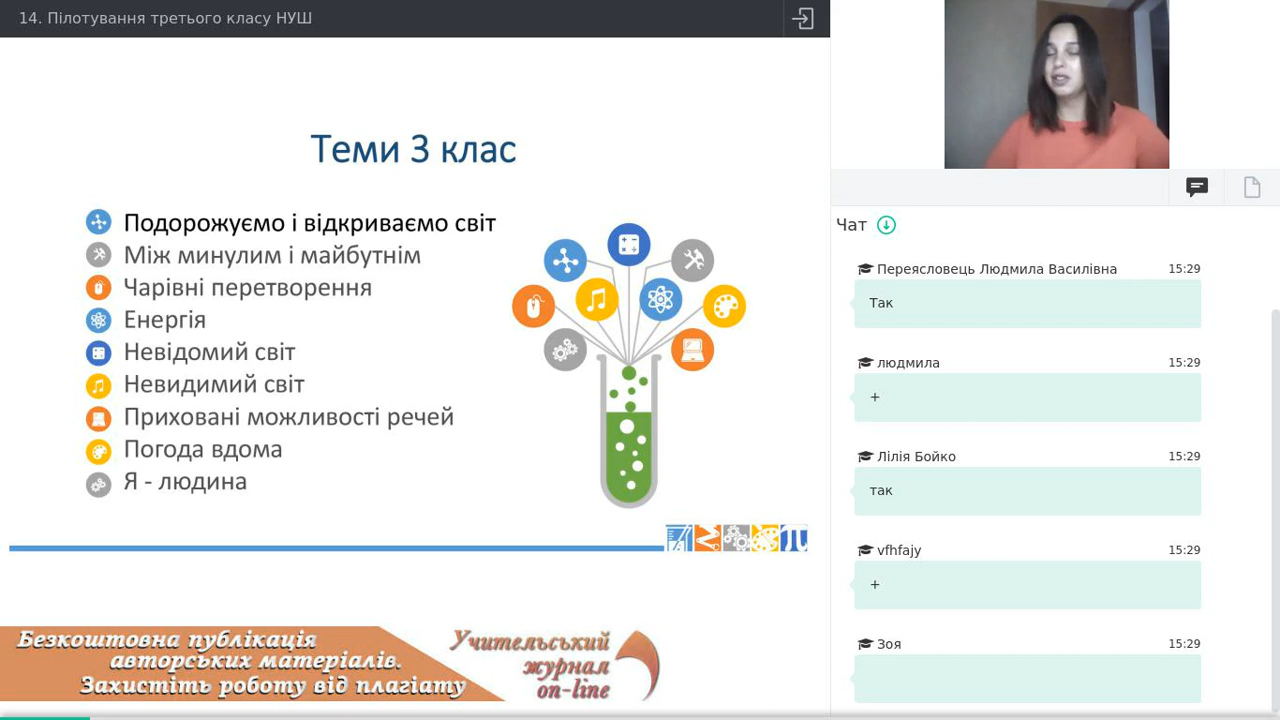 14. Пілотування третього класу НУШ
Теми 3 клас
Подорожуємо і відкриваємо світ
Між минулим і майбутнім
Чарівні перетворення
Енергія
Невідомий світ
Невидимий світ
Приховані можливості речей
Погода вдома
Я - людина
Безкоштовна публікація
авторських матеріалів.
Захистіть роботу від плагіату
Учительський
журнал
on-line
Чат
Переясловець Людмила Василівна 15:29
Так
людмила 15:29
+
Лілія Бойко 15:29
так
vfhfajy 15:29
+
Зоя 15:29